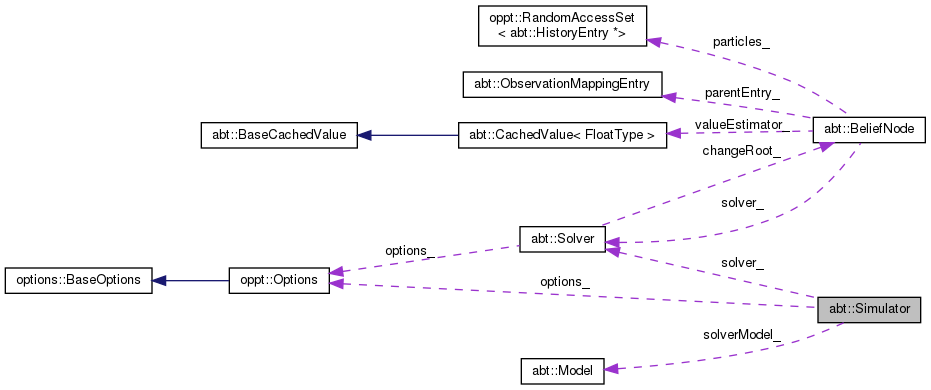 oppt::RandomAccessSet
< abt::HistoryEntry *>
particles_
abt::ObservationMappingEntry
parentEntry_
abt::BaseCachedValue
abt::CachedValue< FloatType >
valueEstimator_
abt::BeliefNode
changeRoot_
solver_
abt::Solver
options_
solver_
options::BaseOptions
oppt::Options
options_
abt::Simulator
solverModel_
abt::Model